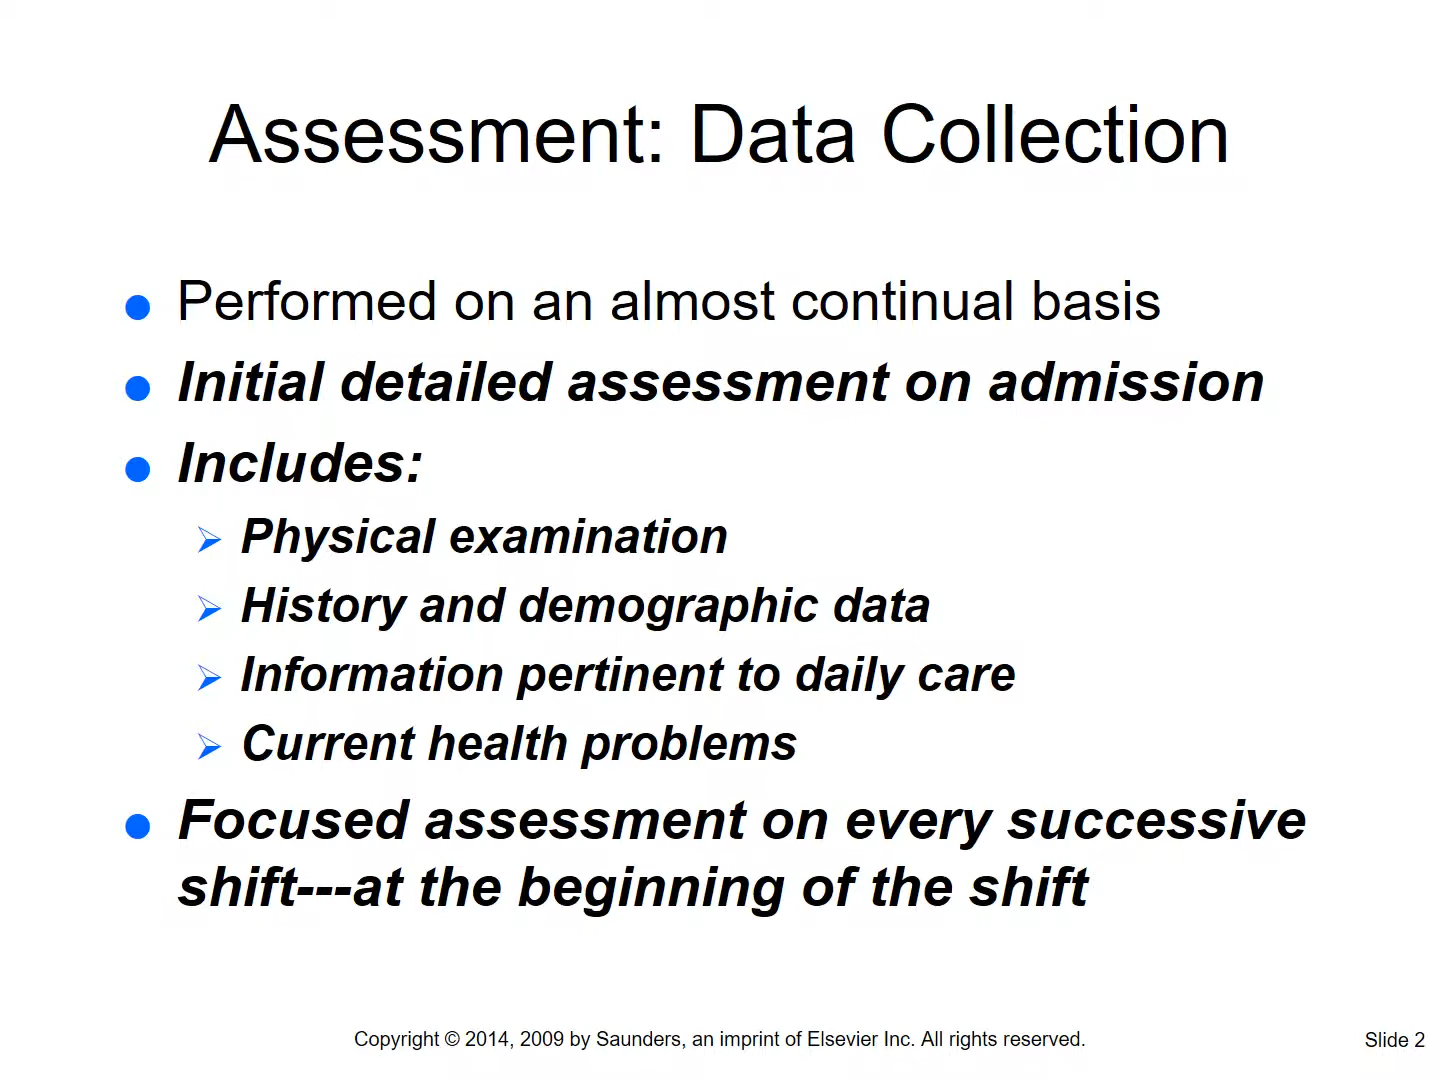 Assessment: Data Collection
Performed on an almost continual basis
Initial detailed assessment on admission
Includes:
Physical examination
History and demographic data
Information pertinent to daily care
Current health problems
Focused assessment on every successive
shift---at the beginning of the shift
Copyright © 2014, 2009 by Saunders, an imprint of Elsevier Inc. All rights reserved.
Slide 2